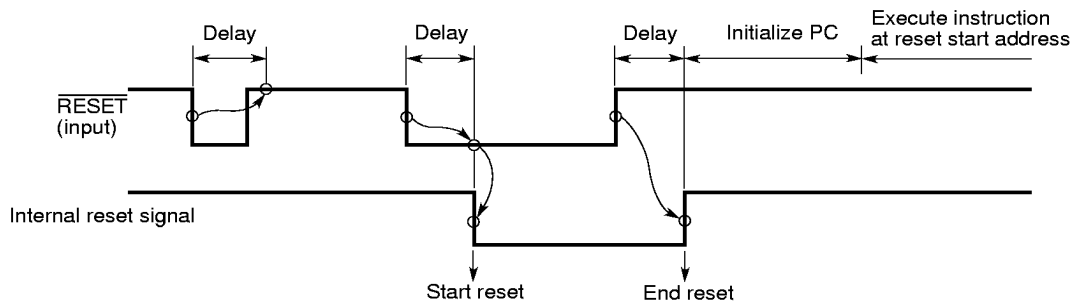 Delay
Delay
Delay
Initialize PC
Execute instruction
at reset start address
RESET
(input)
Internal reset signal
Start reset
End reset